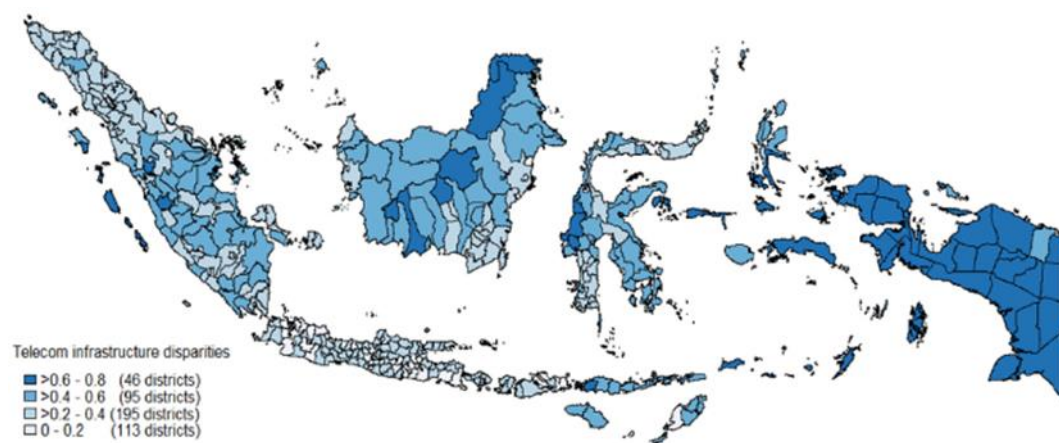 Telecom infrastructure disparities
>0.6 - 0.8 (46 districts)
>0.4 - 0.6 (95 districts)
>0.2 - 0.4 (195 districts)
0 - 0.2 (113 districts)